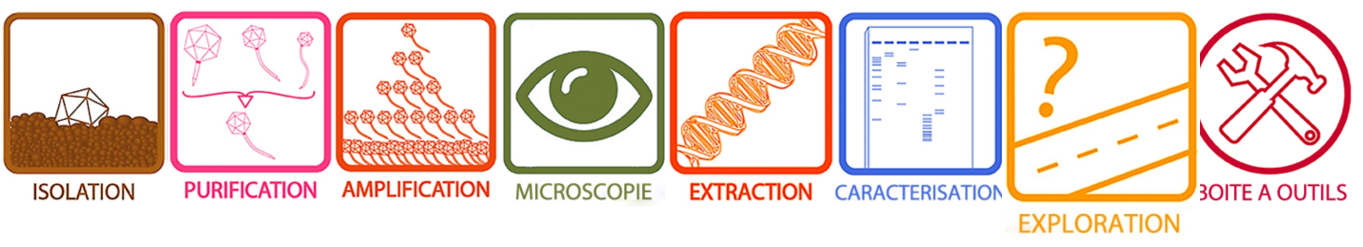 ISOLATION
PURIFICATION
AMPLIFICATION
MICROSCOPIE
EXTRACTION
CARACTERISATION
?
EXPLORATION
BOITE A OUTILS